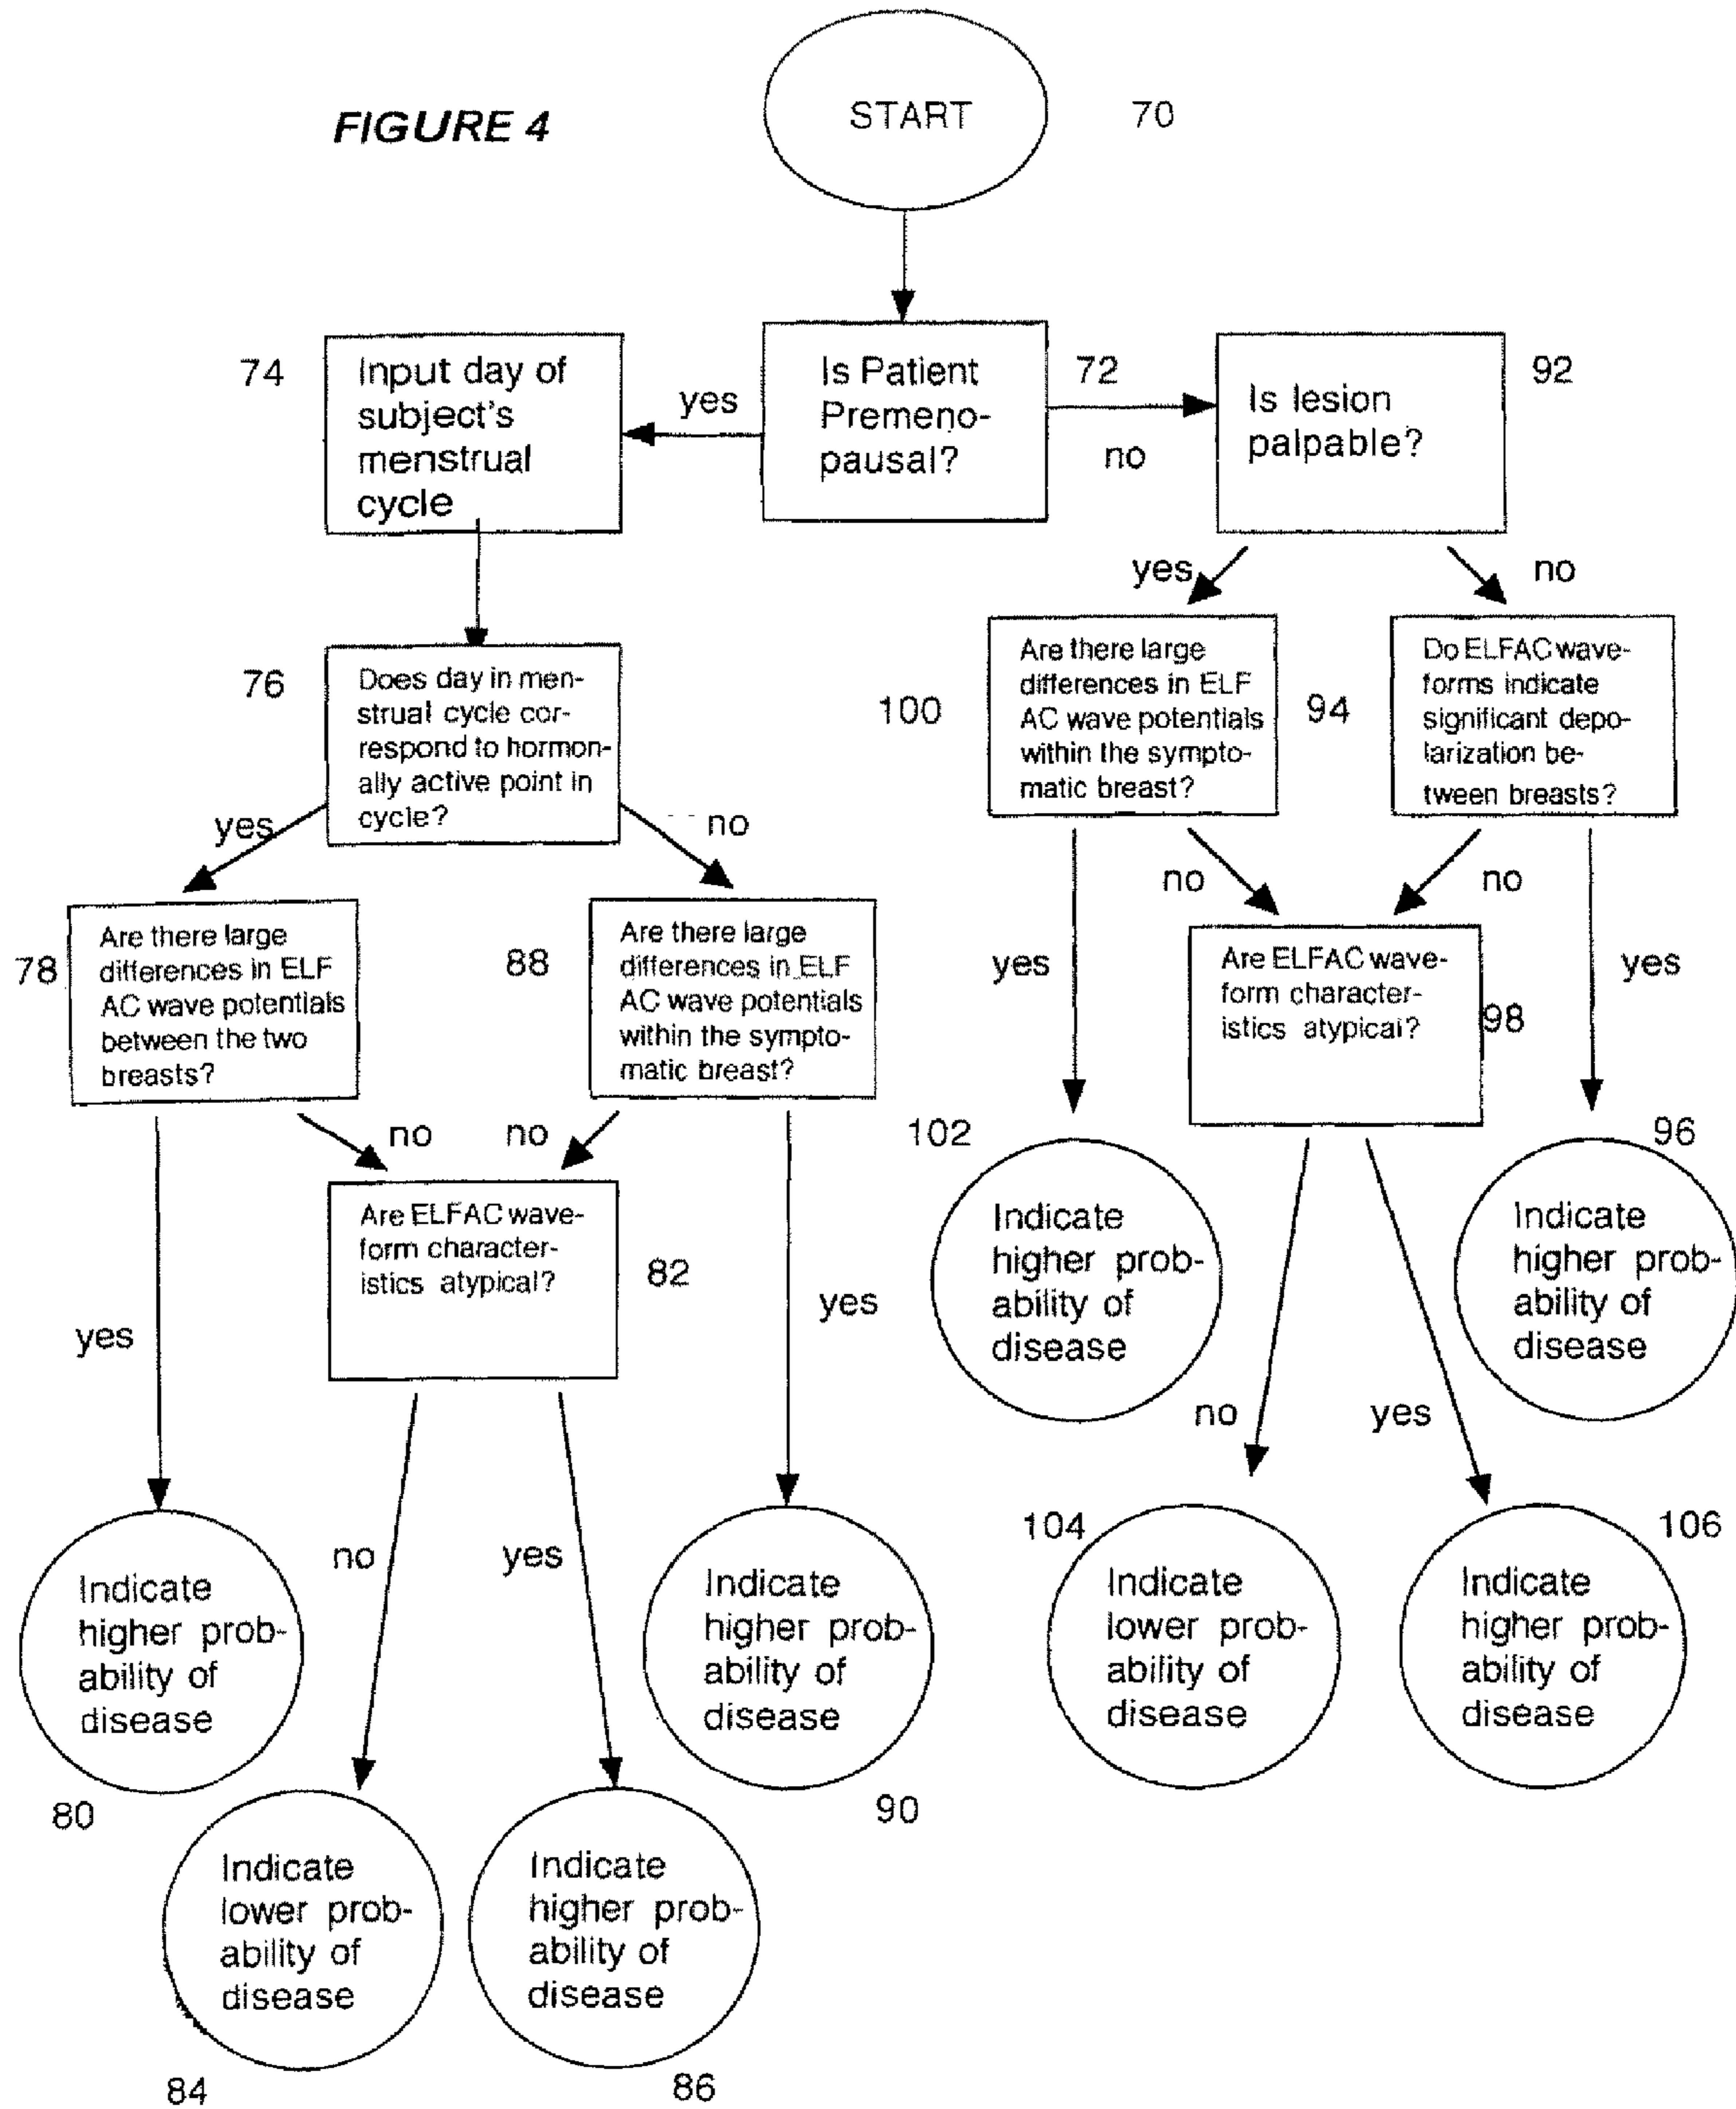 FIGURE 4
START
70
74
Input day of
subject's
menstrual
cycle
yes
Is Patient
Premeno-
pausal?
72
no
Is lesion
palpable?
92
yes
no
76
Does day in men-
strual cycle cor-
respond to hormon-
ally active point in
cycle?
yes
no
100
Are there large
differences in ELF
AC wave potentials
within the sympto-
matic breast?
94
Do ELFAC wave-
forms indicate
significant depo-
larization be-
tween breasts?
78
Are there large
differences in ELF
AC wave potentials
between the two
breasts?
88
Are there large
differences in ELF
AC wave potentials
within the sympto-
matic breast?
yes
no
no
yes
Are ELFAC wave-
form character-
istics atypical?
98
no
no
Are ELFAC wave-
form character-
istics atypical?
82
yes
yes
102
Indicate
higher prob-
ability of
disease
96
Indicate
higher prob-
ability of
disease
no
yes
no
yes
Indicate
higher prob-
ability of
disease
80
Indicate
higher prob-
ability of
disease
90
104
Indicate
lower prob-
ability of
disease
106
Indicate
higher prob-
ability of
disease
Indicate
lower prob-
ability of
disease
84
Indicate
higher prob-
ability of
disease
86